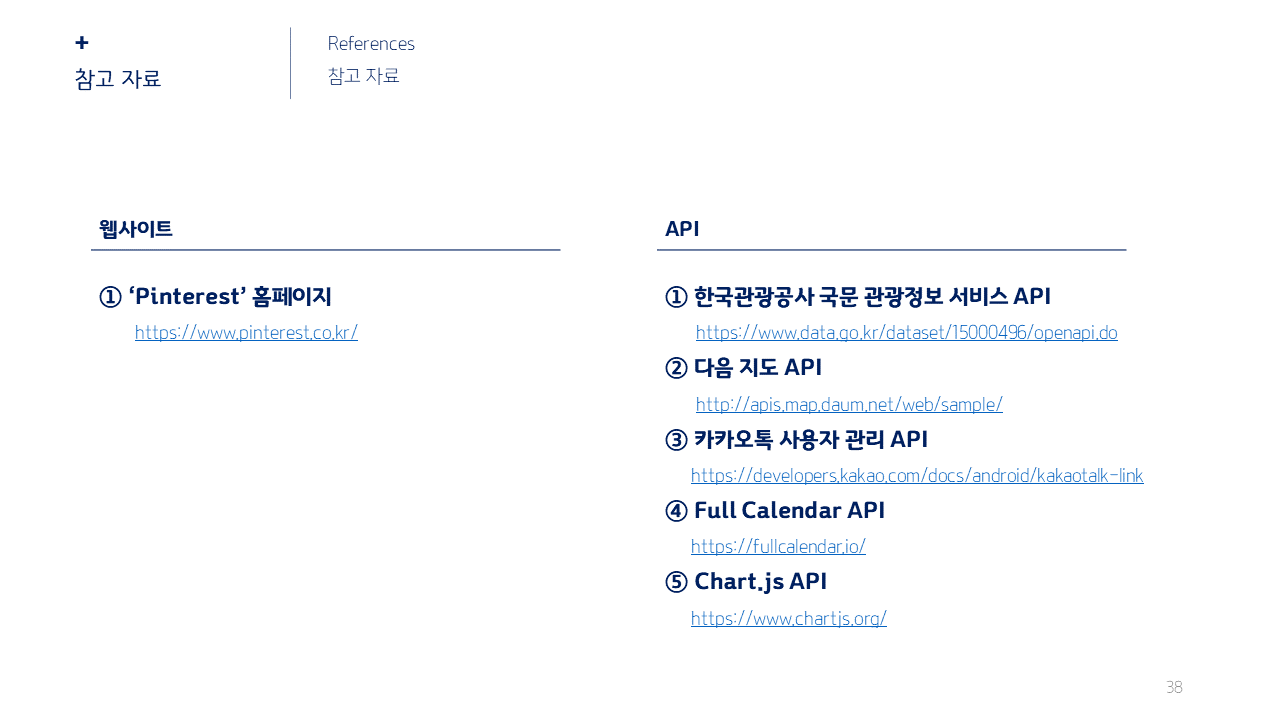 +
참고 자료
References
참고 자료
웹사이트
① ‘Pinterest’ 홈페이지
https://www.pinterest.co.kr/
API
① 한국관광공사 국문 관광정보 서비스 API
https://www.data.go.kr/dataset/15000496/openapi.do
② 다음 지도 API
http://apis.map.daum.net/web/sample/
③ 카카오톡 사용자 관리 API
https://developers.kakao.com/docs/android/kakaotalk-link
④ Full Calendar API
https://fullcalendar.io/
⑤ Chart.js API
https://www.chartjs.org/
38